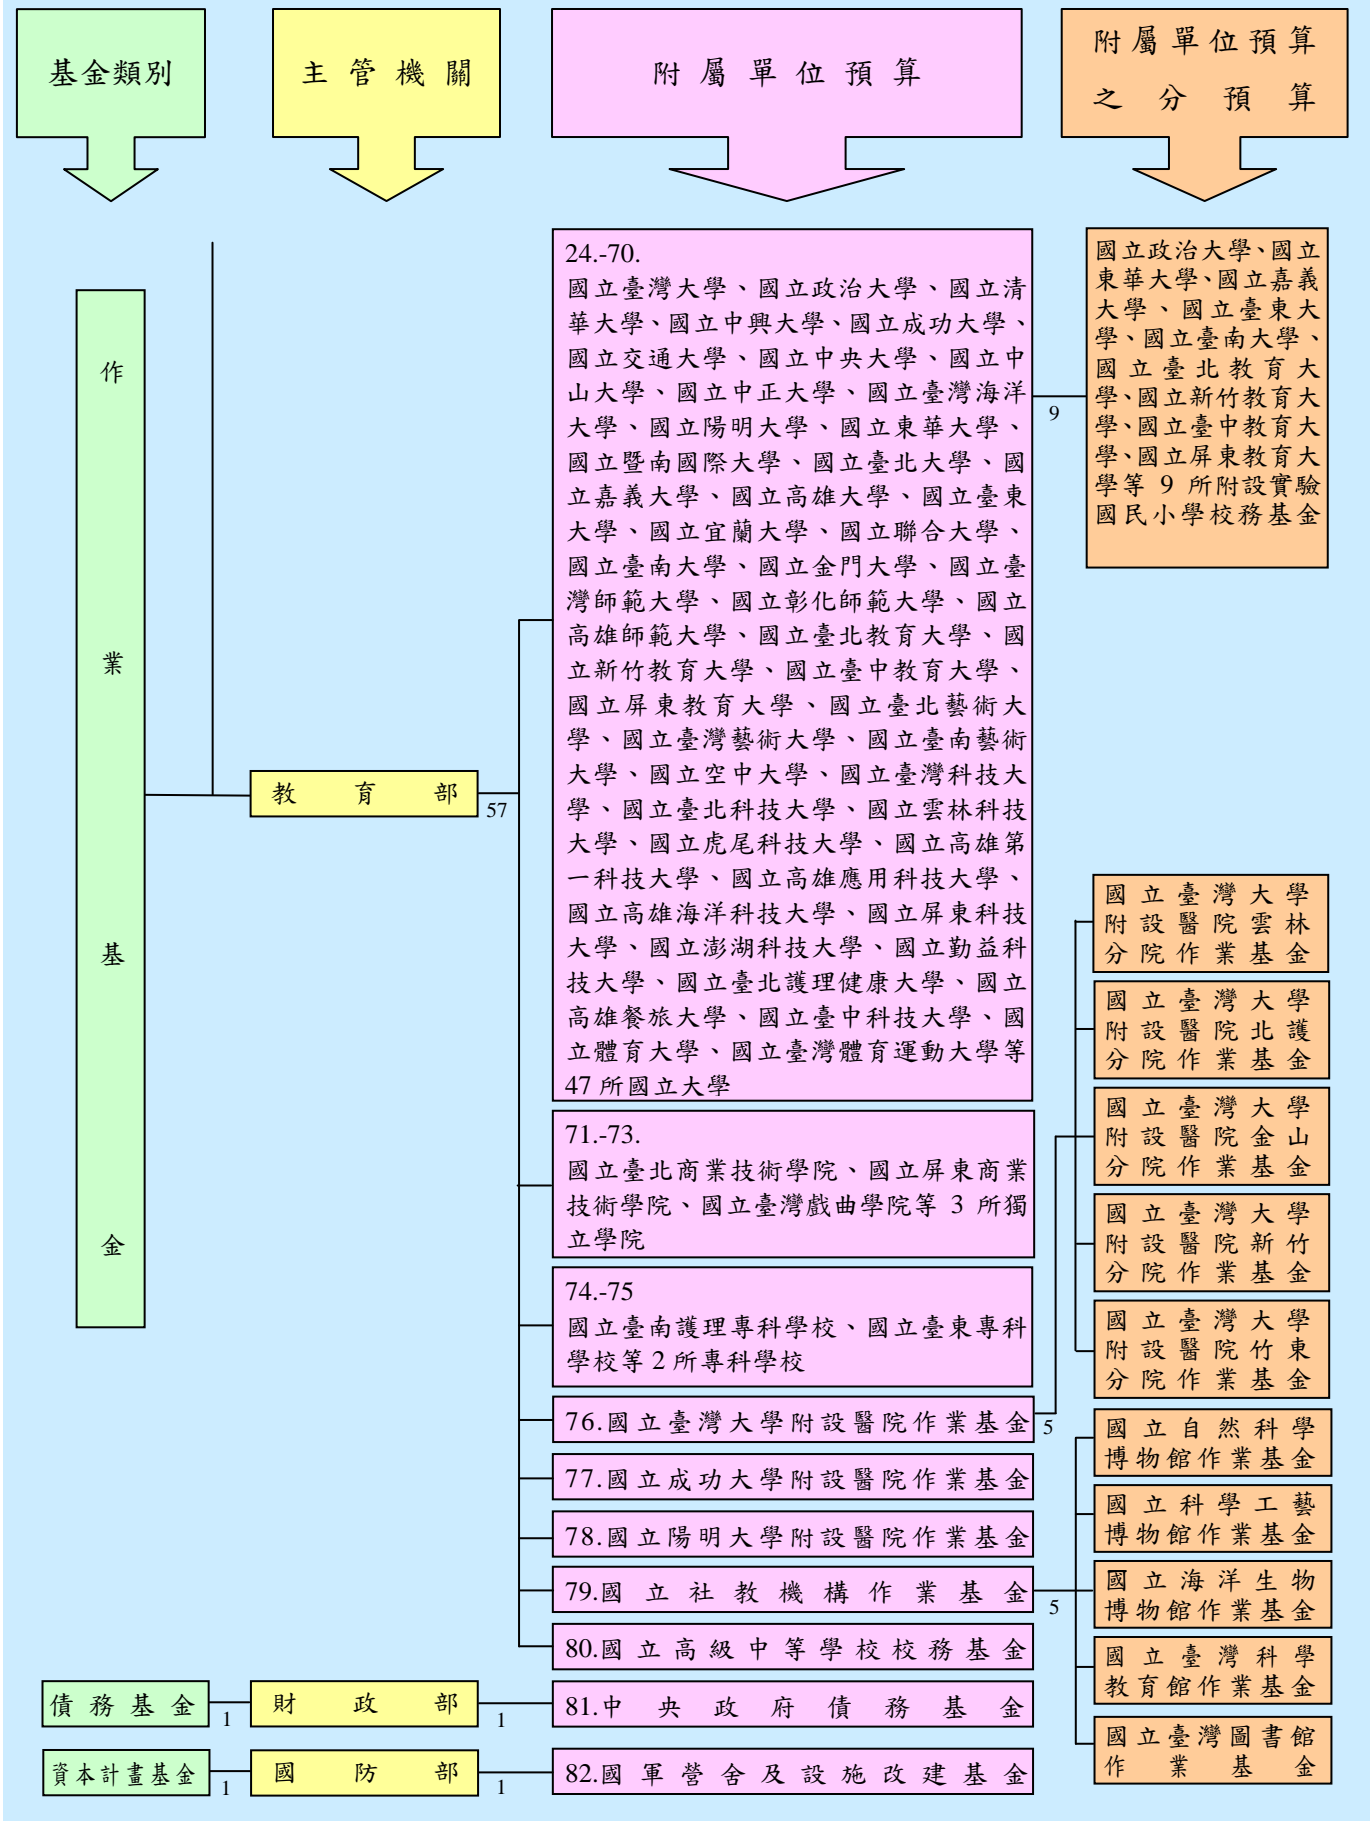 基金類別
主管機關
附屬單位預算
附屬單位預算
之分預算
作業基金
教育部
57
24.-70.
國立臺灣大學、國立政治大學、國立清
華大學、國立中興大學、國立成功大學、
國立交通大學、國立中央大學、國立中
山大學、國立中正大學、國立臺灣海洋
大學、國立陽明大學、國立東華大學、
國立暨南國際大學、國立臺北大學、國
立嘉義大學、國立高雄大學、國立臺東
大學、國立宜蘭大學、國立聯合大學、
國立臺南大學、國立金門大學、國立臺
灣師範大學、國立彰化師範大學、國立
高雄師範大學、國立臺北教育大學、國
立新竹教育大學、國立臺中教育大學、
國立屏東教育大學、國立臺北藝術大
學、國立臺灣藝術大學、國立臺南藝術
大學、國立空中大學、國立臺灣科技大
學、國立臺北科技大學、國立雲林科技
大學、國立虎尾科技大學、國立高雄第
一科技大學、國立高雄應用科技大學、
國立高雄海洋科技大學、國立屏東科技
大學、國立澎湖科技大學、國立勤益科
技大學、國立臺北護理健康大學、國立
高雄餐旅大學、國立臺中科技大學、國
立體育大學、國立臺灣體育運動大學等
47 所國立大學
9
國立政治大學、國立
東華大學、國立嘉義
大學、國立臺東大
學、國立臺南大學、
國立臺北教育大
學、國立新竹教育大
學、國立臺中教育大
學、國立屏東教育大
學等 9 所附設實驗
國民小學校務基金
71.-73.
國立臺北商業技術學院、國立屏東商業
技術學院、國立臺灣戲曲學院等 3 所獨
立學院
74.-75
國立臺南護理專科學校、國立臺東專科
學校等 2 所專科學校
76.國立臺灣大學附設醫院作業基金
5
國立臺灣大學
附設醫院雲林
分院作業基金
國立臺灣大學
附設醫院北護
分院作業基金
國立臺灣大學
附設醫院金山
分院作業基金
國立臺灣大學
附設醫院新竹
分院作業基金
國立臺灣大學
附設醫院竹東
分院作業基金
77.國立成功大學附設醫院作業基金
78.國立陽明大學附設醫院作業基金
79.國立社教機構作業基金
5
國立自然科學
博物館作業基金
國立科學工藝
博物館作業基金
國立海洋生物
博物館作業基金
國立臺灣科學
教育館作業基金
國立臺灣圖書館
作業基金
80.國立高級中等學校校務基金
債務基金
1
財政部
1
81.中央政府債務基金
資本計畫基金
1
國防部
1
82.國軍營舍及設施改建基金